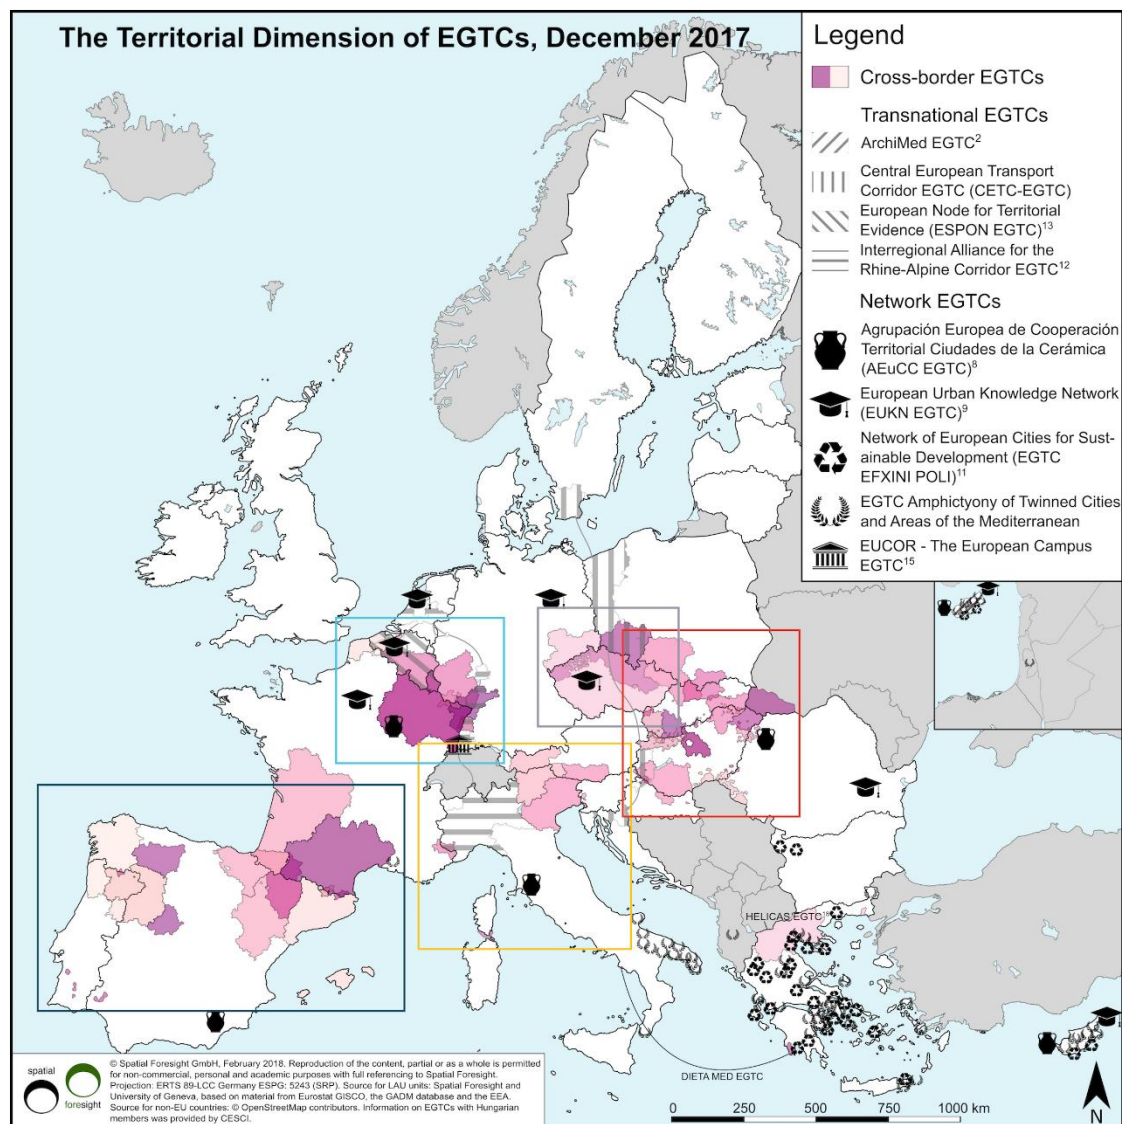 The Territorial Dimension of EGTCs, December 2017
Legend
Cross-border EGTCs
Transnational EGTCs
ArchiMed EGTC²
Central European Transport
Corridor EGTC (CETC-EGTC)
European Node for Territorial
Evidence (ESPON EGTC)¹³
Interregional Alliance for the
Rhine-Alpine Corridor EGTC¹²
Network EGTCs
Agrupación Europea de Cooperación
Territorial Ciudades de la Cerámica
(AEuCC EGTC)⁸
European Urban Knowledge Network
(EUKN EGTC)⁹
Network of European Cities for Sust-
ainable Development (EGTC
EFXINI POLI)¹¹
EGTC Amphictyony of Twinned Cities
and Areas of the Mediterranean
EUCOR - The European Campus
EGTC¹⁵
HELICAS EGTC
DIETA MED EGTC
spatial
foresight
© Spatial Foresight GmbH, February 2018. Reproduction of the content, partial or as a whole is permitted
for non-commercial, personal and academic purposes with full referencing to Spatial Foresight.
Projection: ERTS 89-LCC Germany ESPG: 5243 (SRP). Source for LAU units: Spatial Foresight and
University of Geneva, based on material from Eurostat GISCO, the GADM database and the EEA.
Source for non-EU countries: © OpenStreetMap contributors. Information on EGTCs with Hungarian
members was provided by CESCI.
0 250 500 750 1000 km
N